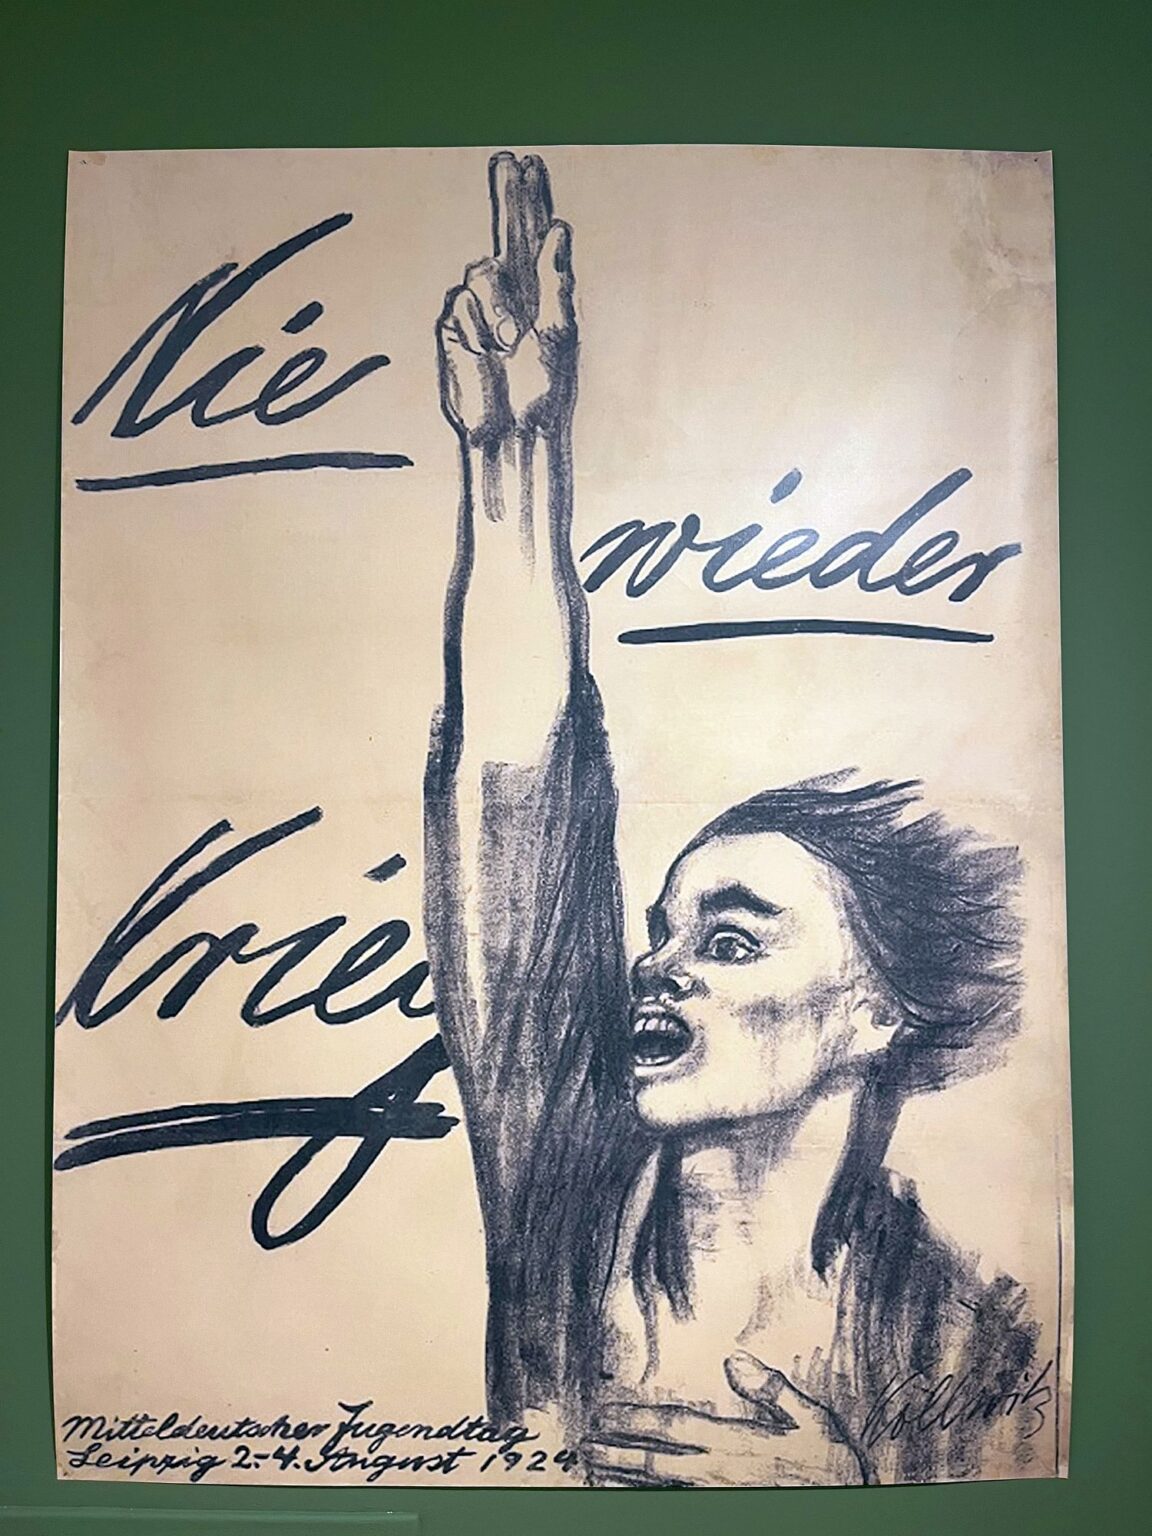 Nie
wieder
Krieg
Mitteldeutscher Jugendtag
Leipzig 2.-4. August 1924
Kollwitz